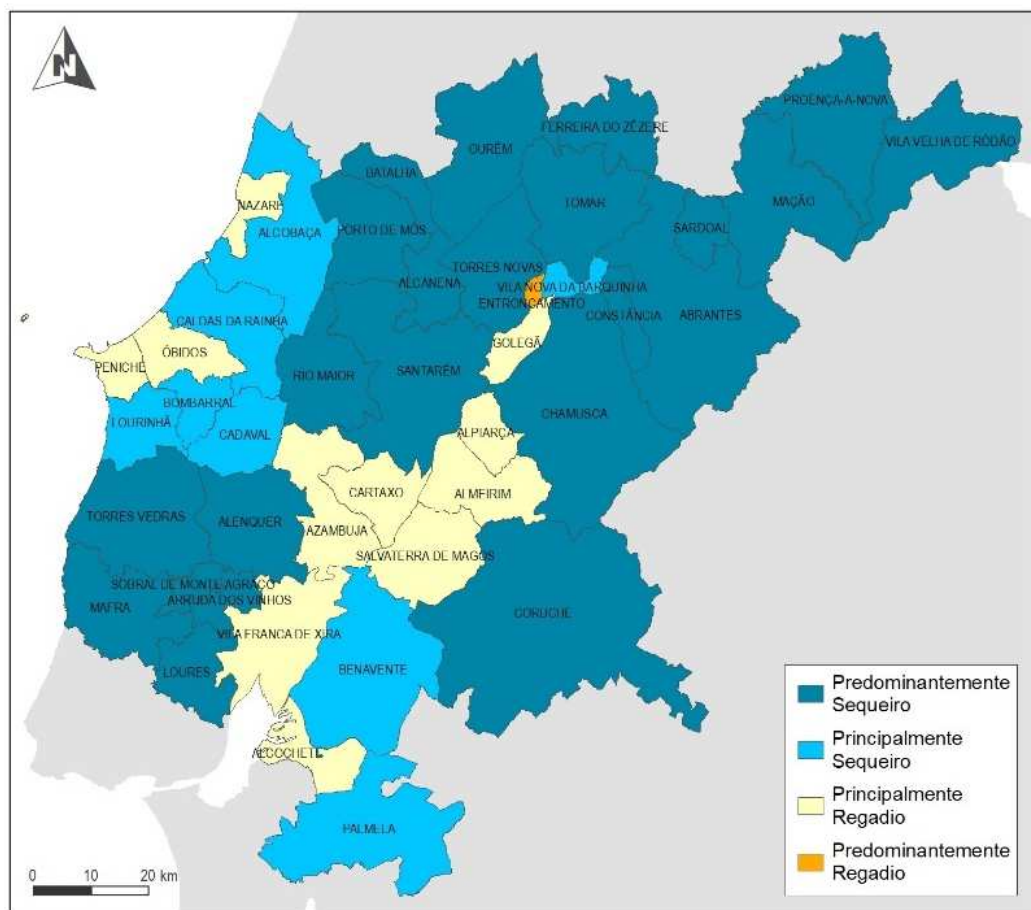 N
PROENÇA-A-NOVA
FERREIRA DO ZÊZERE
VILA VELHA DE RÓDÃO
OURÉM
BATALHA
NAZARÉ
TOMAR
MAÇÃO
SARDOAL
ALCOBAÇA
PORTO DE MÓS
TORRES NOVAS
ALCANENA
VILA NOVA DA BARQUINHA
ENTRONCAMENTO
CONSTÂNCIA
ABRANTES
CALDAS DA RAINHA
GOLEGÃ
ÓBIDOS
PENICHE
RIO MAIOR
SANTARÉM
BOMBARRAL
CHAMUSCA
LOURINHÃ
CADAVAL
ALPIARÇA
CARTAXO
ALMEIRIM
TORRES VEDRAS
ALENQUER
AZAMBUJA
SALVATERRA DE MAGOS
SOBRAL DE MONTE AGRAÇO
ARRUDA DOS VINHOS
MAFRA
CORUCHE
VILA FRANCA DE XIRA
LOURES
BENAVENTE
ALCOCHETE
PALMELA
Predominantemente
Sequeiro
Principalmente
Sequeiro
Principalmente
Regadio
Predominantemente
Regadio
0 10 20 km